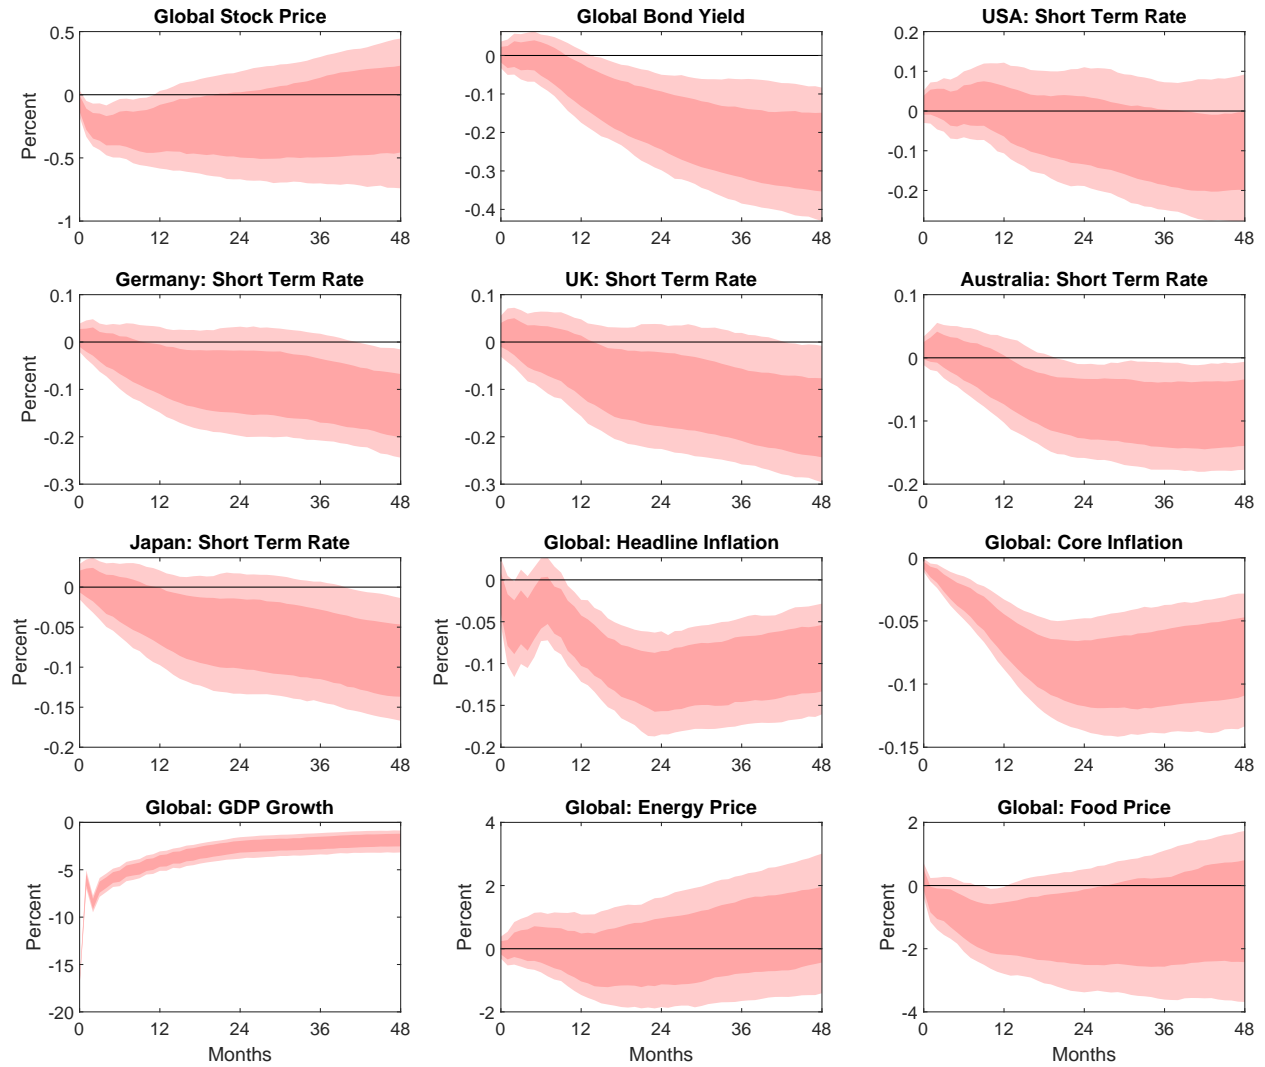 Global Stock Price
Global Bond Yield
USA: Short Term Rate
Percent
0.5
0
-0.5
-1
0 12 24 36 48
0
-0.1
-0.2
-0.3
-0.4
0 12 24 36 48
0.2
0.1
0
-0.1
-0.2
0 12 24 36 48
Germany: Short Term Rate
UK: Short Term Rate
Australia: Short Term Rate
Percent
0.1
0
-0.1
-0.2
-0.3
0 12 24 36 48
0.1
0
-0.1
-0.2
-0.3
0 12 24 36 48
0.1
0
-0.1
-0.2
0 12 24 36 48
Japan: Short Term Rate
Global: Headline Inflation
Global: Core Inflation
Percent
0
-0.05
-0.1
-0.15
-0.2
0 12 24 36 48
Percent
0
-0.05
-0.1
-0.15
-0.2
0 12 24 36 48
0
-0.05
-0.1
-0.15
0 12 24 36 48
Global: GDP Growth
Global: Energy Price
Global: Food Price
Percent
0
-5
-10
-15
-20
0 12 24 36 48
Months
Percent
4
2
0
-2
0 12 24 36 48
Months
Percent
2
0
-2
-4
0 12 24 36 48
Months